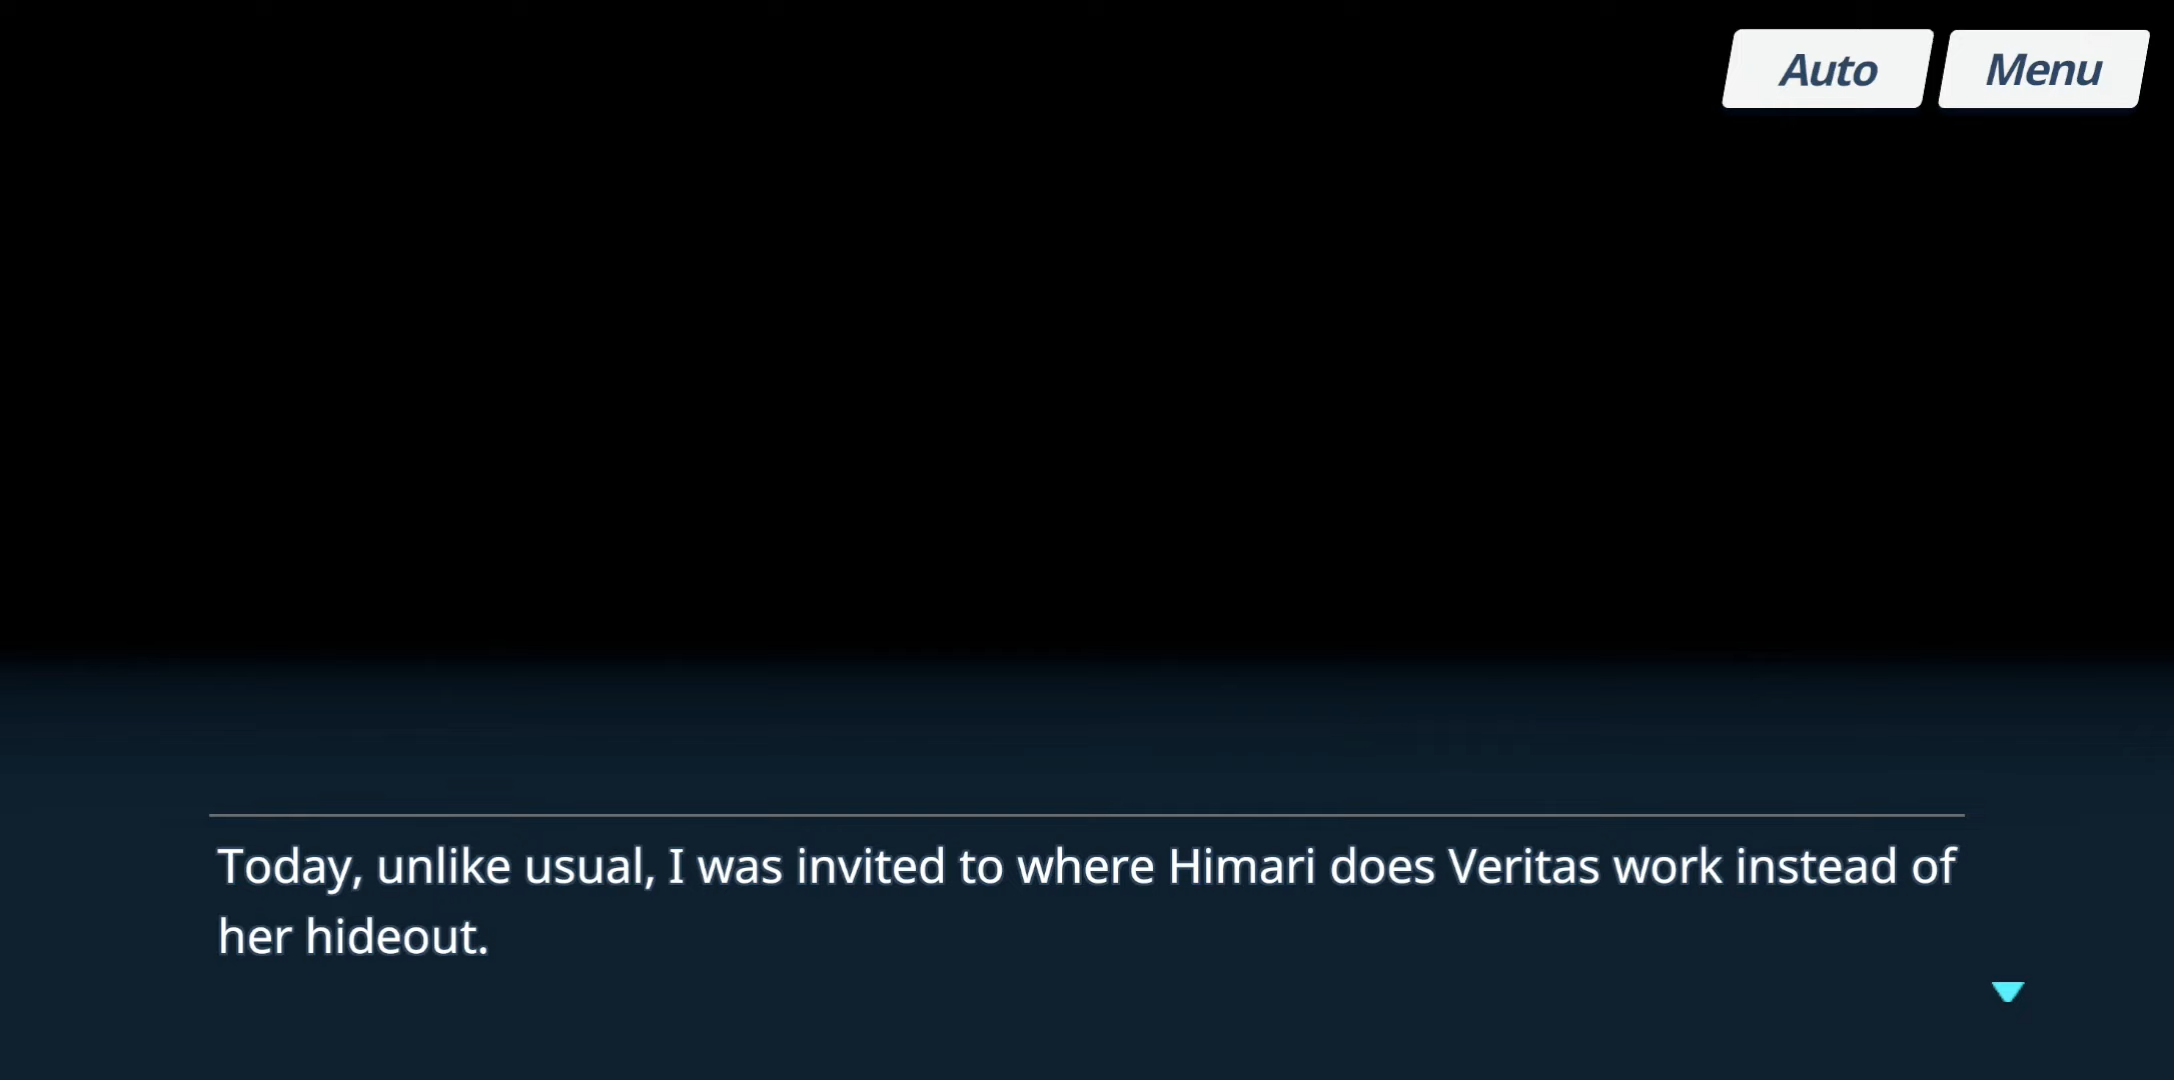 Auto Menu
Today, unlike usual, I was invited to where Himari does Veritas work instead of
her hideout.